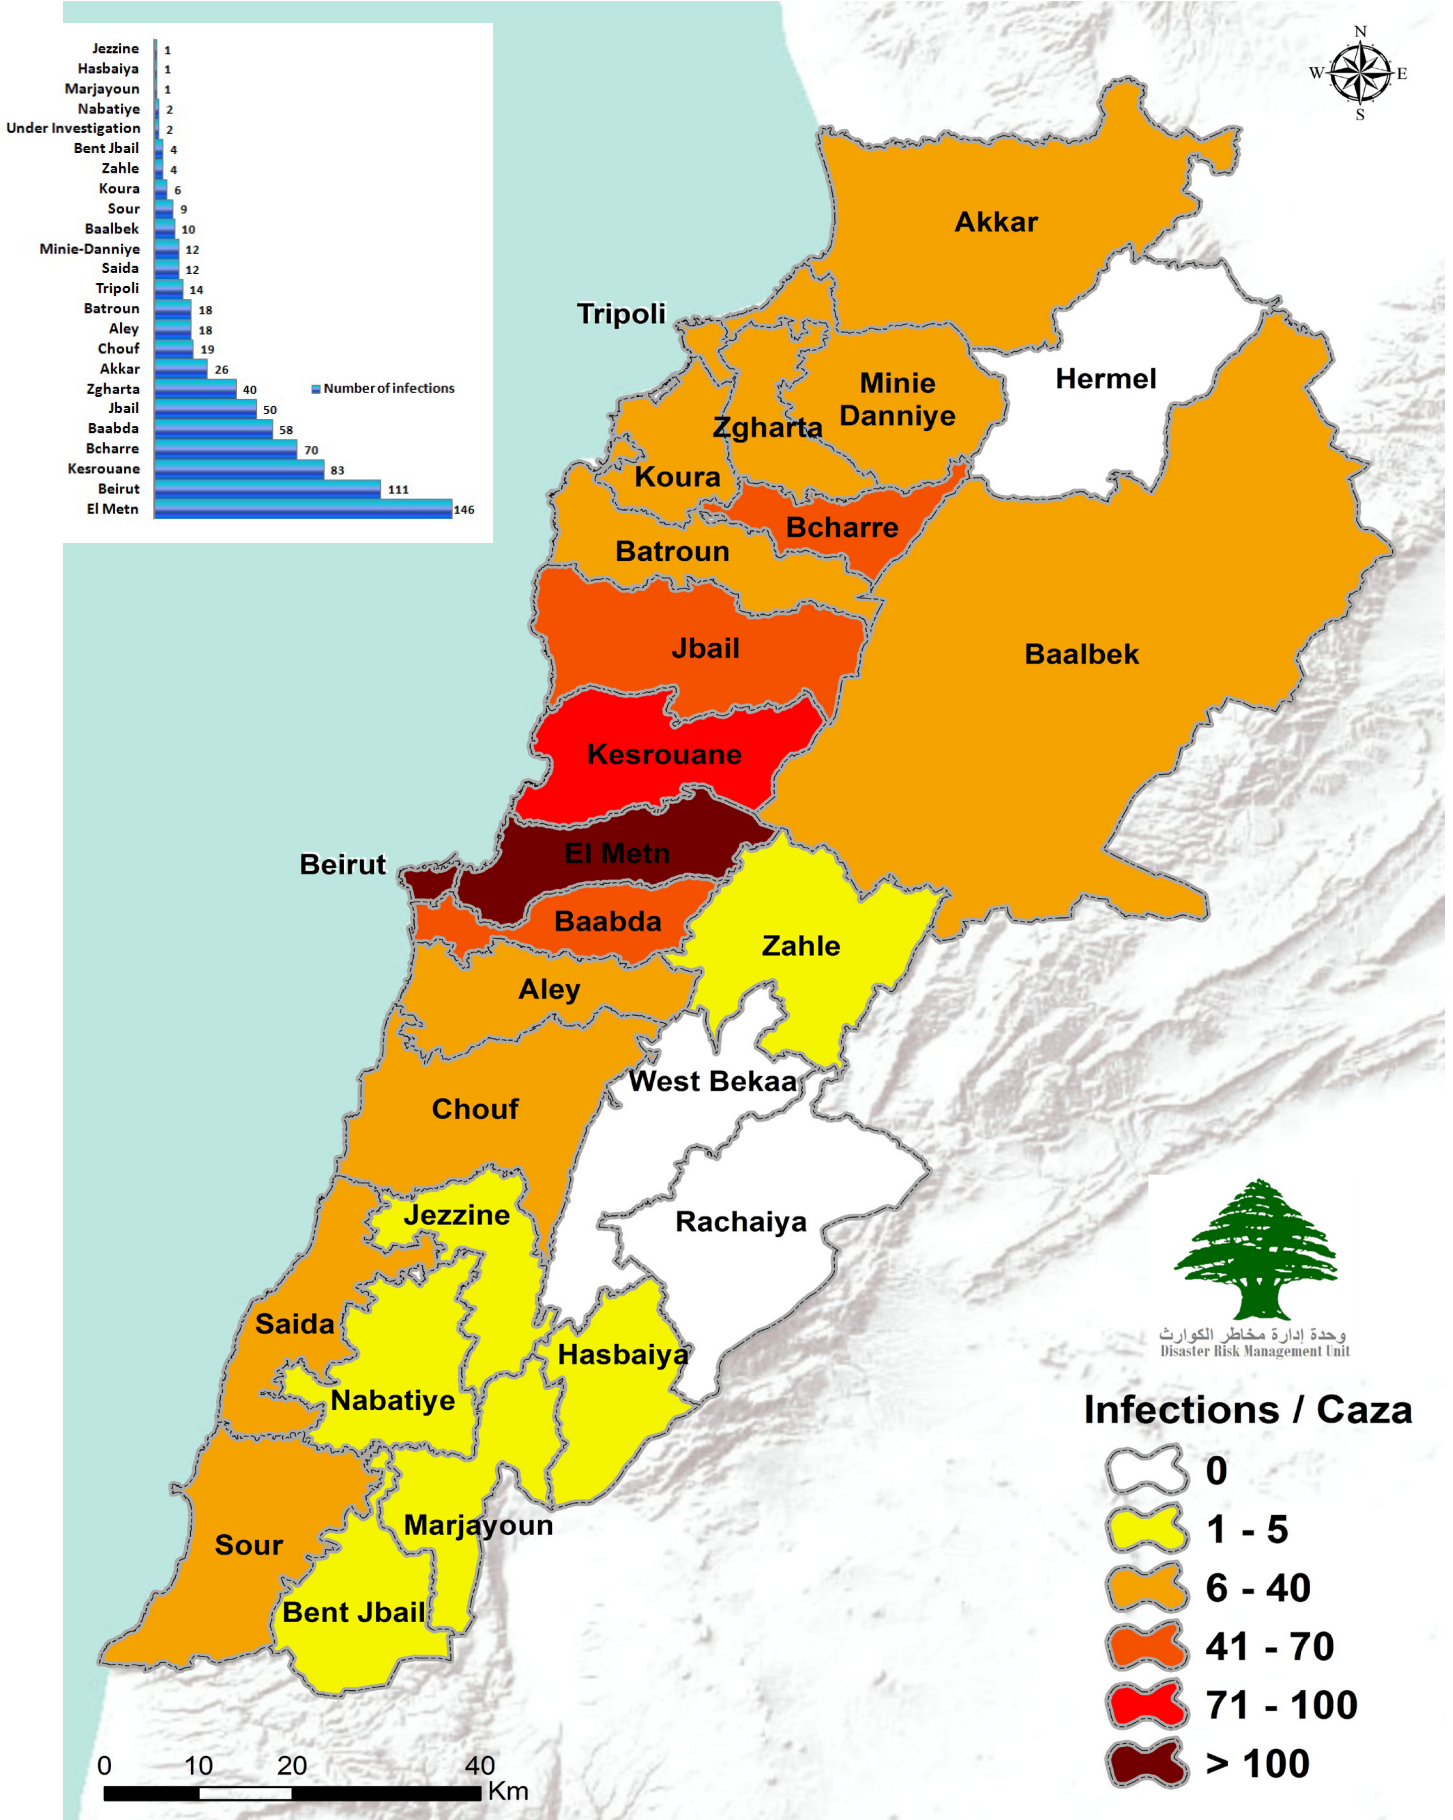 Jezzine 1
Hasbaiya 1
Marjayoun 1
Nabatiye 2
Under Investigation 2
Bent Jbail 4
Zahle 4
Koura 6
Sour 9
Baalbek 10
Minie-Danniye 12
Saida 12
Tripoli 14
Batroun 18
Aley 18
Chouf 19
Akkar 26
Zgharta 40
Jbail 50
Baabda 58
Bcharre 70
Kesrouane 83
Beirut 111
El Metn 146
Number of infections
N
W E
S
Akkar
Tripoli
Hermel
Minie
Danniye
Zgharta
Koura
Bcharre
Batroun
Jbail
Baalbek
Kesrouane
El Metn
Beirut
Baabda
Zahle
Aley
West Bekaa
Chouf
Jezzine
Rachaiya
Saida
Hasbaiya
Nabatiye
Marjayoun
Sour
Bent Jbail
وحدة إدارة مخاطر الكوارث
Disaster Risk Management Unit
Infections / Caza
0
1 - 5
6 - 40
41 - 70
71 - 100
> 100
0 10 20 40
Km